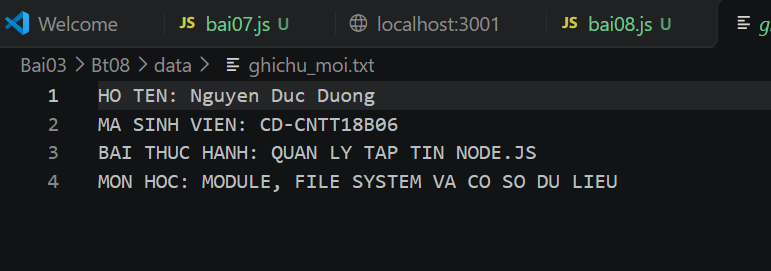 Welcome
JS bai07.js U
localhost:3001
JS bai08.js U
Bai03 > Bt08 > data > ghichu_moi.txt
1 HO TEN: Nguyen Duc Duong
2 MA SINH VIEN: CD-CNTT18B06
3 BAI THUC HANH: QUAN LY TAP TIN NODE.JS
4 MON HOC: MODULE, FILE SYSTEM VA CO SO DU LIEU